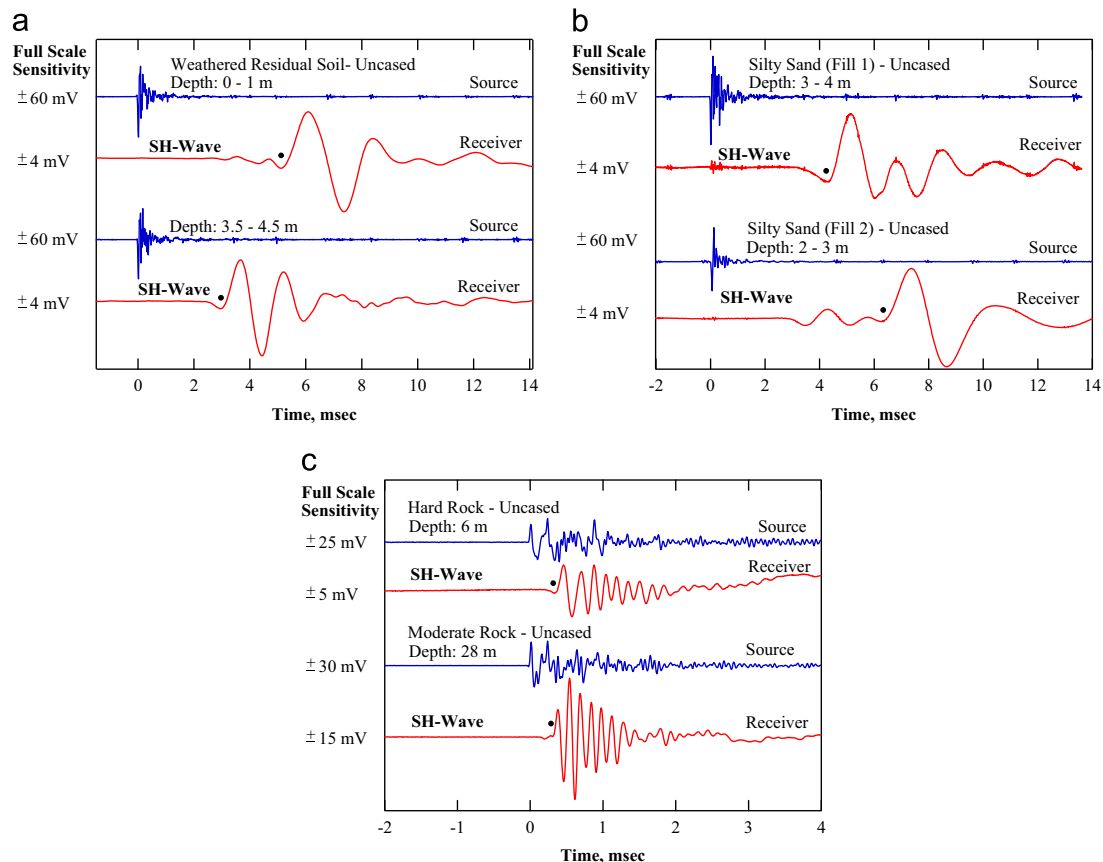 a
Full Scale
Sensitivity
Weathered Residual Soil- Uncased
Depth: 0 - 1 m
Source
±60 mV
SH-Wave
Receiver
±4 mV
Depth: 3.5 - 4.5 m
Source
±60 mV
SH-Wave
Receiver
±4 mV
0 2 4 6 8 10 12 14
Time, msec
b
Full Scale
Sensitivity
Silty Sand (Fill 1) - Uncased
Depth: 3 - 4 m
Source
±60 mV
SH-Wave
Receiver
±4 mV
Silty Sand (Fill 2) - Uncased
Depth: 2 - 3 m
±60 mV
Source
SH-Wave
Receiver
±4 mV
-2 0 2 4 6 8 10 12 14
Time, msec
c
Full Scale
Sensitivity
Hard Rock - Uncased
Depth: 6 m
Source
±25 mV
SH-Wave
Receiver
±5 mV
Moderate Rock - Uncased
Depth: 28 m
Source
±30 mV
SH-Wave
Receiver
±15 mV
-2 -1 0 1 2 3 4
Time, msec